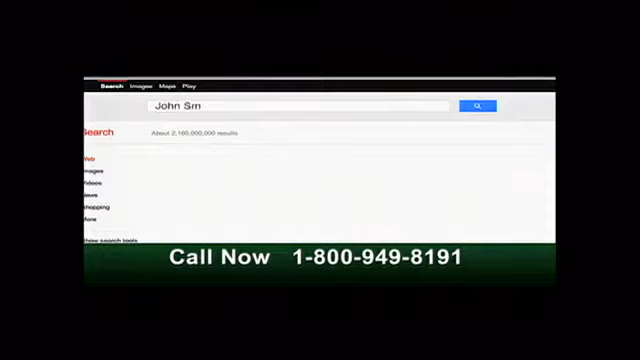 Search Images Maps Play
John Sm
Search
About 2,160,000,000 results
Web
Images
Videos
News
Shopping
More
Show search tools
Call Now 1-800-949-8191